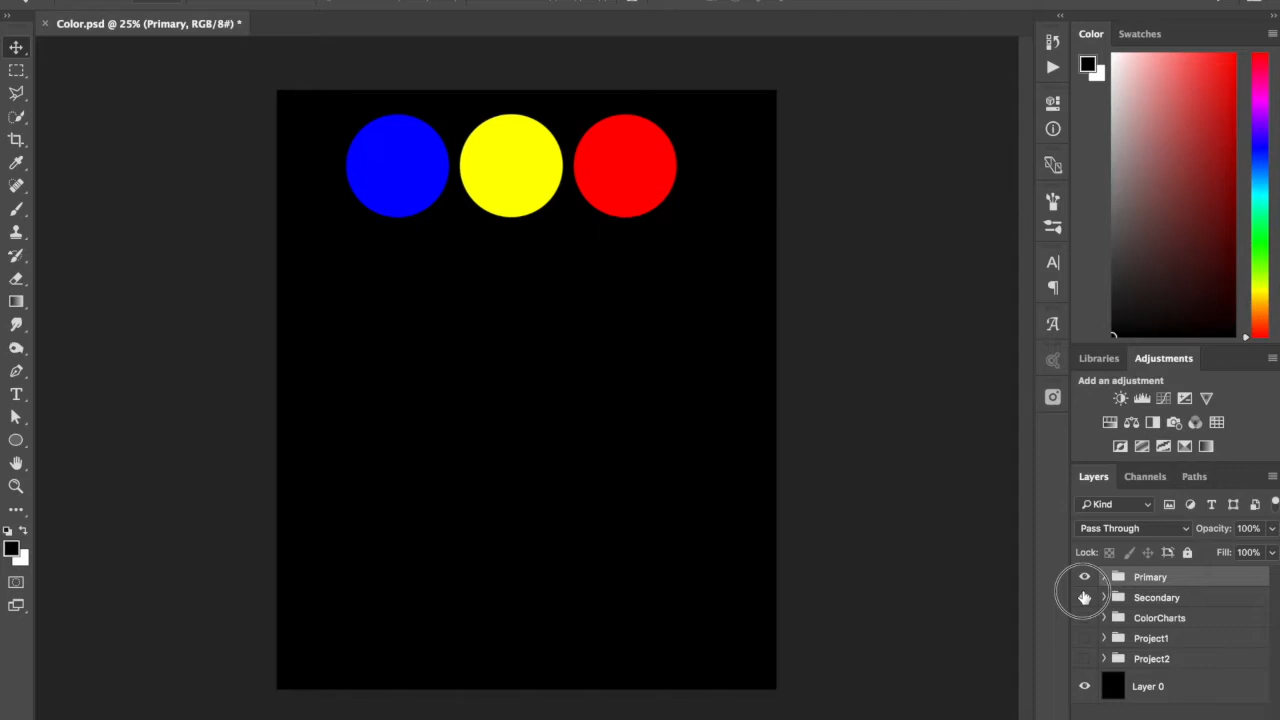 Color.psd @ 25% (Primary, RGB/8#) *
Color Swatches
Libraries Adjustments
Add an adjustment
Layers Channels Paths
Kind
Pass Through Opacity: 100%
Lock: Fill: 100%
Primary
Secondary
ColorCharts
Project1
Project2
Layer 0